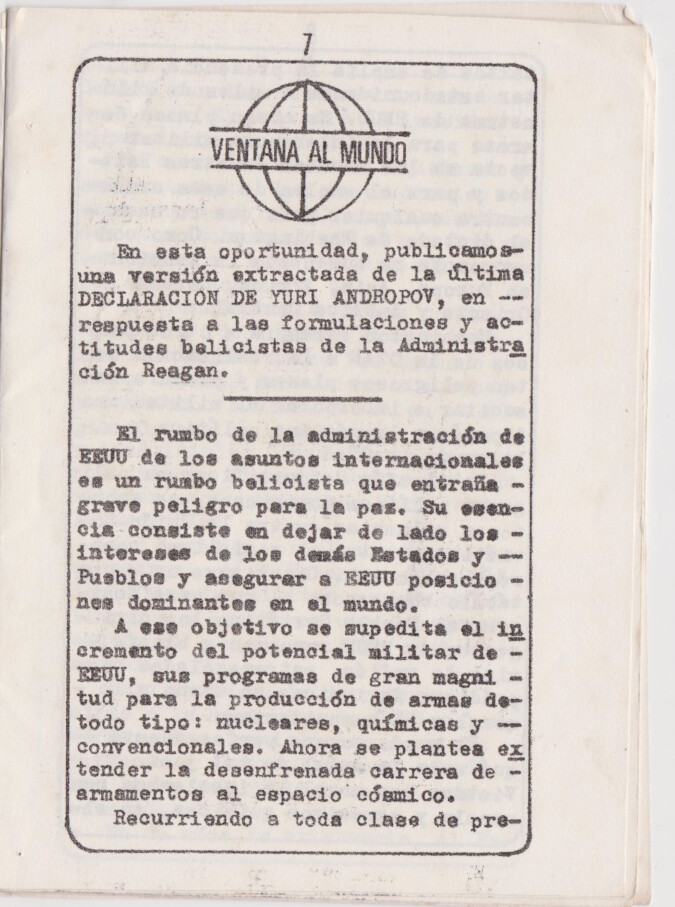 7
VENTANA AL MUNDO
En esta oportunidad, publicamos-
una versión extractada de la última
DECLARACION DE YURI ANDROPOV, en --
respuesta a las formulaciones y ac-
titudes belicistas de la Administra
ción Reagan.
El rumbo de la administración de
EEUU de los asuntos internacionales
es un rumbo belicista que entraña -
grave peligro para la paz. Su esen-
cia consiste en dejar de lado los -
intereses de los demás Estados y --
Pueblos y asegurar a EEUU posicio -
nes dominantes en el mundo.
A ese objetivo se supedita el in
cremento del potencial militar de -
EEUU, sus programas de gran magni -
tud para la producción de armas de-
todo tipo: nucleares, químicas y --
convencionales. Ahora se plantea ex
tender la desenfrenada carrera de -
armamentos al espacio cósmico.
Recurriendo a toda clase de pre-